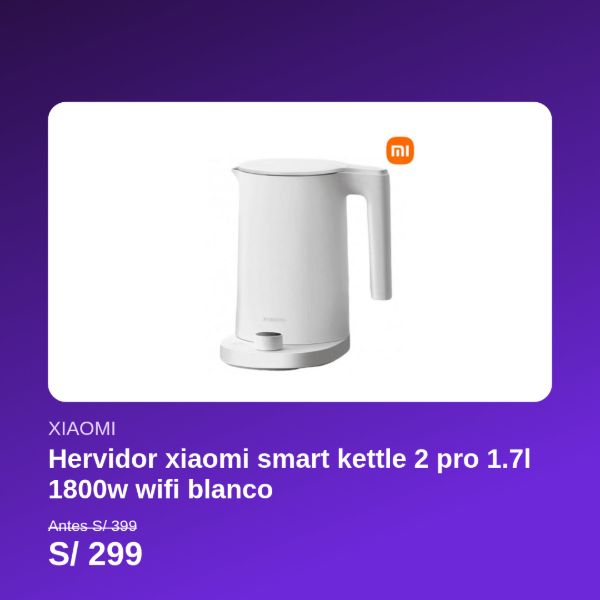 mi
XIAOMI
Hervidor xiaomi smart kettle 2 pro 1.7l
1800w wifi blanco
Antes S/ 399
S/ 299